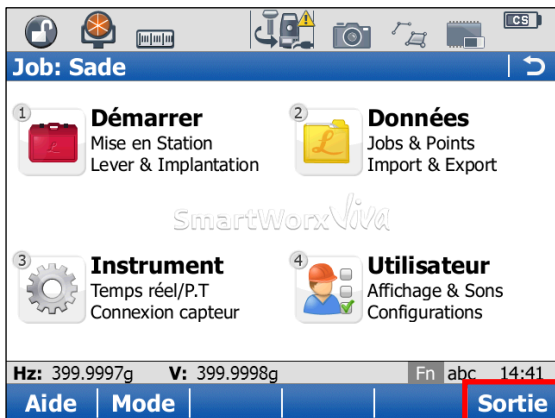 CS
Job: Sade
1
Démarrer
Mise en Station
Lever & Implantation
2
Données
Jobs & Points
Import & Export
SmartWorx Viva
3
Instrument
Temps réel/P.T
Connexion capteur
4
Utilisateur
Affichage & Sons
Configurations
Hz: 399.9997g V: 399.9998g Fn abc 14:41
Aide Mode Sortie